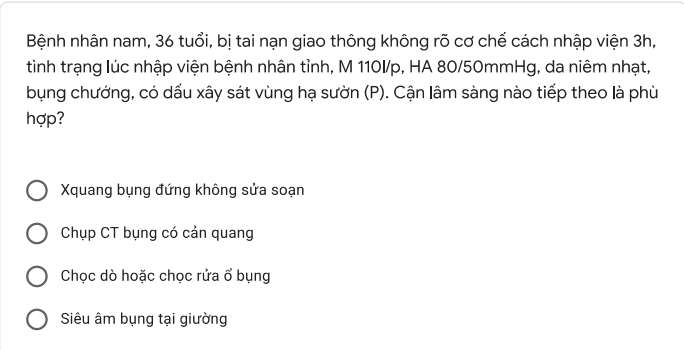 Bệnh nhân nam, 36 tuổi, bị tai nạn giao thông không rõ cơ chế cách nhập viện 3h,
tình trạng lúc nhập viện bệnh nhân tỉnh, M 110l/p, HA 80/50mmHg, da niêm nhạt,
bụng chướng, có dấu xây sát vùng hạ sườn (P). Cận lâm sàng nào tiếp theo là phù
hợp?
Xquang bụng đứng không sửa soạn
Chụp CT bụng có cản quang
Chọc dò hoặc chọc rửa ổ bụng
Siêu âm bụng tại giường